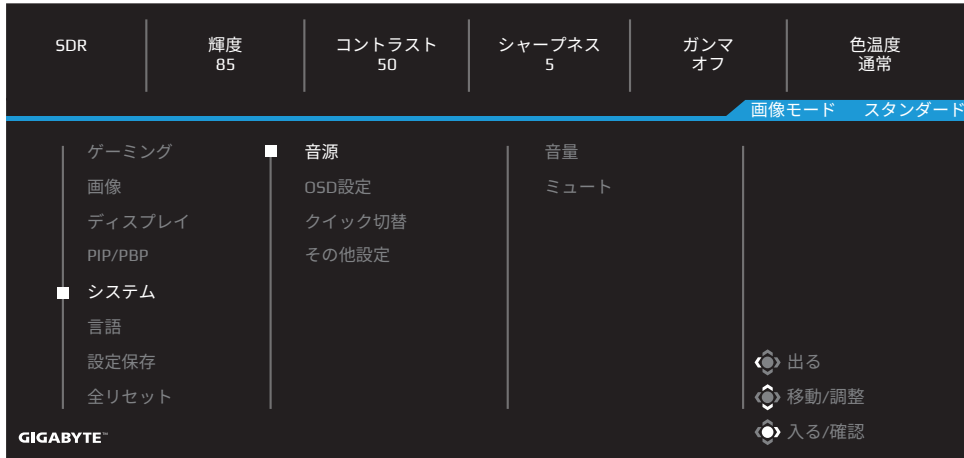 SDR 輝度 コントラスト シャープネス ガンマ 色温度
85 50 5 オフ 通常
画像モード スタンダード
ゲーミング 音源 音量
画像 OSD設定 ミュート
ディスプレイ クイック切替
PIP/PBP その他設定
システム
言語
設定保存 出る
全リセット 移動/調整
GIGABYTE™ 入る/確認